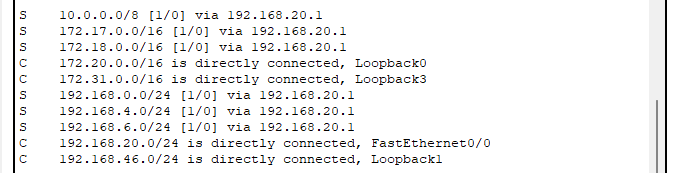 S 10.0.0.0/8 [1/0] via 192.168.20.1
S 172.17.0.0/16 [1/0] via 192.168.20.1
S 172.18.0.0/16 [1/0] via 192.168.20.1
C 172.20.0.0/16 is directly connected, Loopback0
C 172.31.0.0/16 is directly connected, Loopback3
S 192.168.0.0/24 [1/0] via 192.168.20.1
S 192.168.4.0/24 [1/0] via 192.168.20.1
S 192.168.6.0/24 [1/0] via 192.168.20.1
C 192.168.20.0/24 is directly connected, FastEthernet0/0
C 192.168.46.0/24 is directly connected, Loopback1